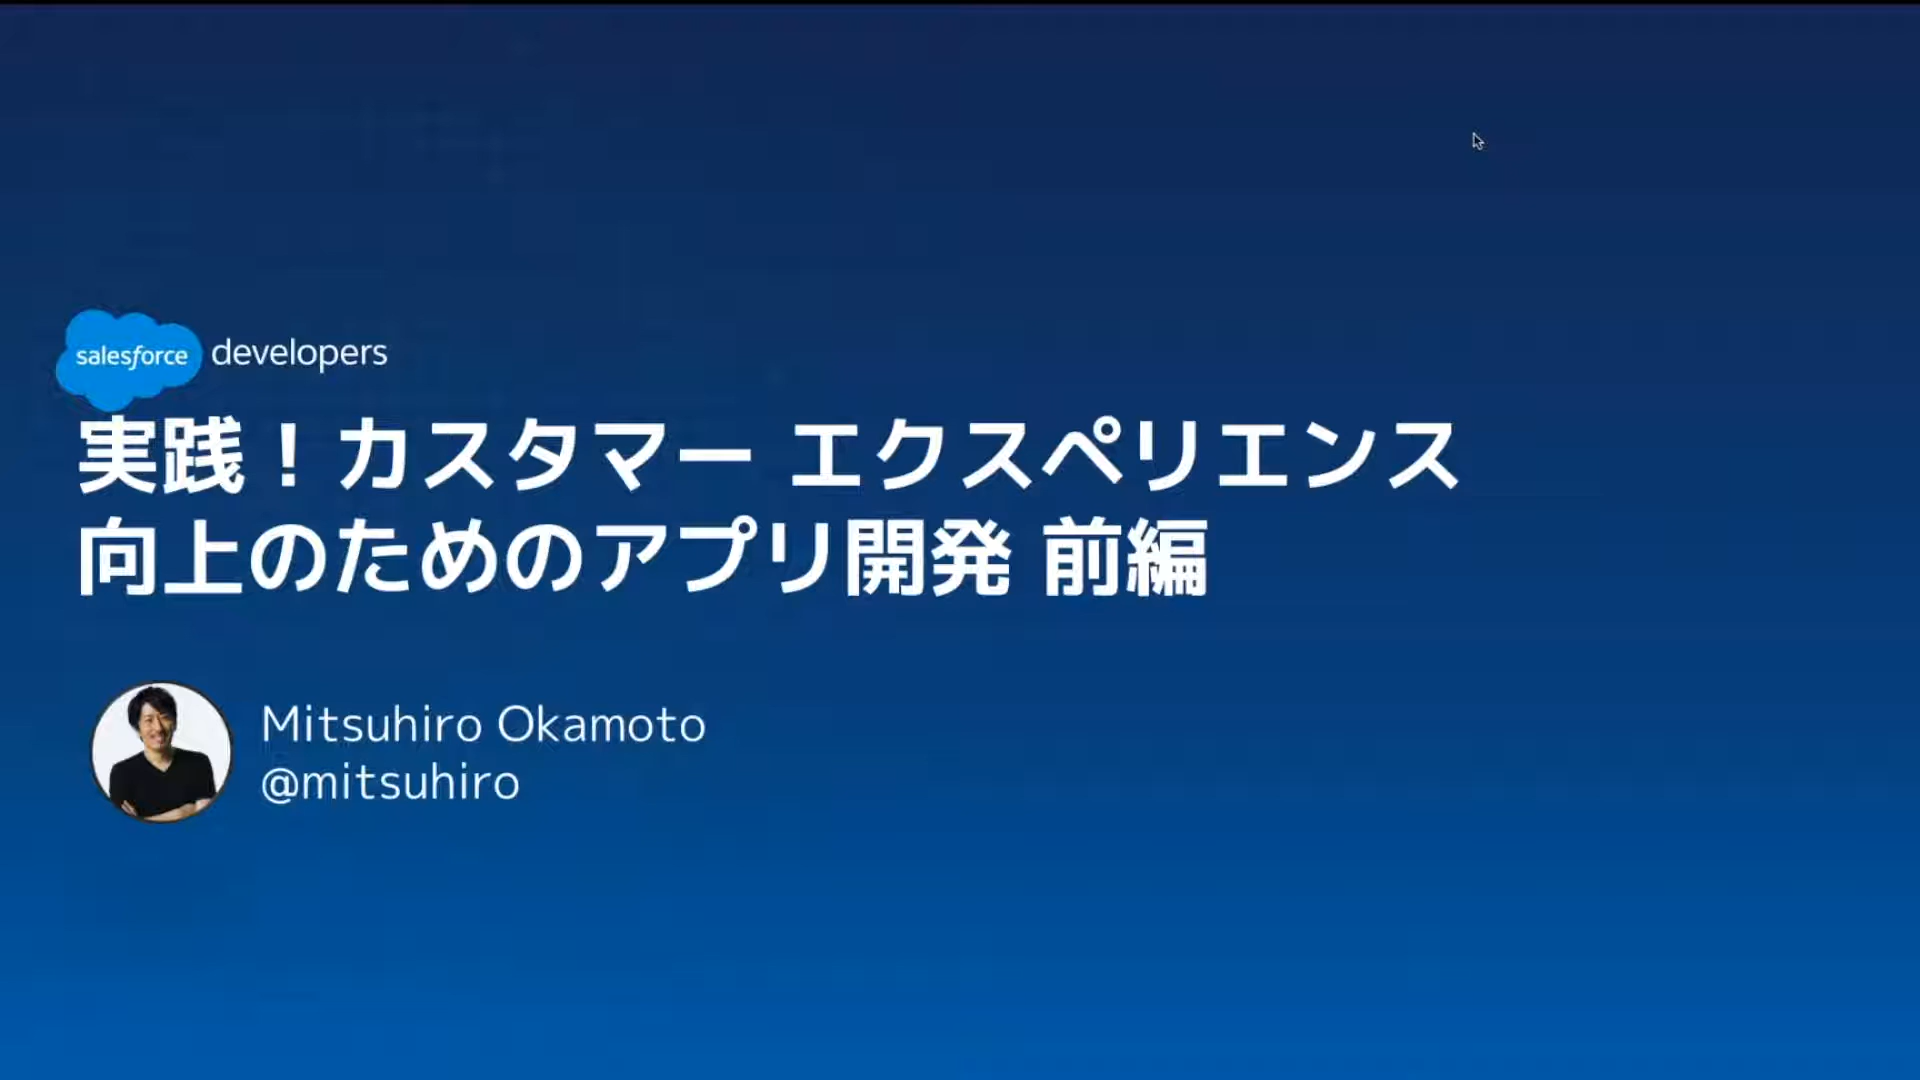 salesforce developers
実践！カスタマー エクスペリエンス
向上のためのアプリ開発 前編
Mitsuhiro Okamoto
@mitsuhiro